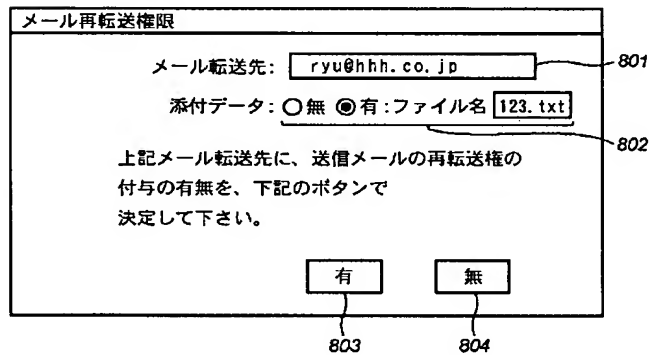 メール再転送権限
メール転送先: ryu@hhh.co.jp 801
添付データ: 無 有:ファイル名 123.txt
802
上記メール転送先に、送信メールの再転送権の
付与の有無を、下記のボタンで
決定して下さい。
有 無
803 804